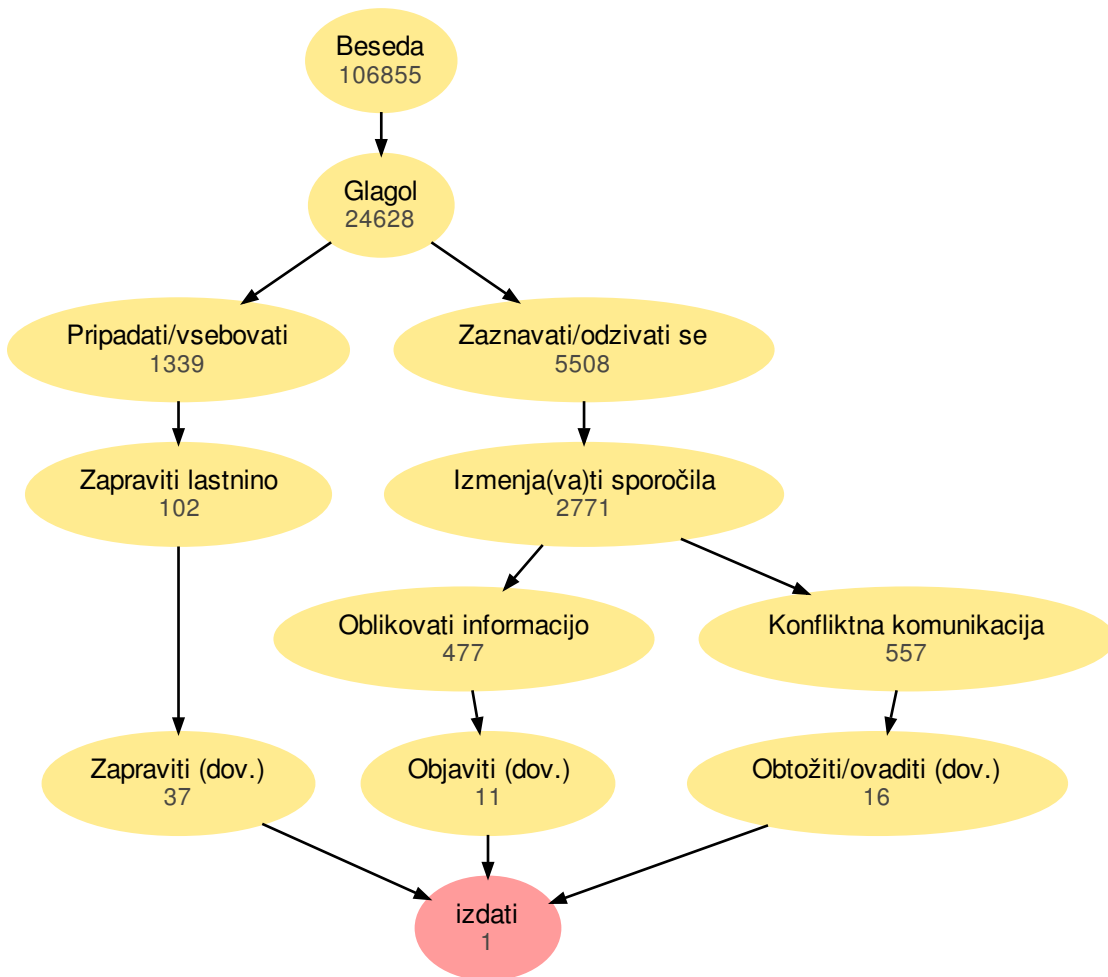 Beseda
106855
Glagol
24628
Pripadati/vsebovati
1339
Zaznavati/odzivati se
5508
Zapraviti lastnino
102
Izmenja(va)ti sporočila
2771
Oblikovati informacijo
477
Konfliktna komunikacija
557
Zapraviti (dov.)
37
Objaviti (dov.)
11
Obtožiti/ovaditi (dov.)
16
izdati
1